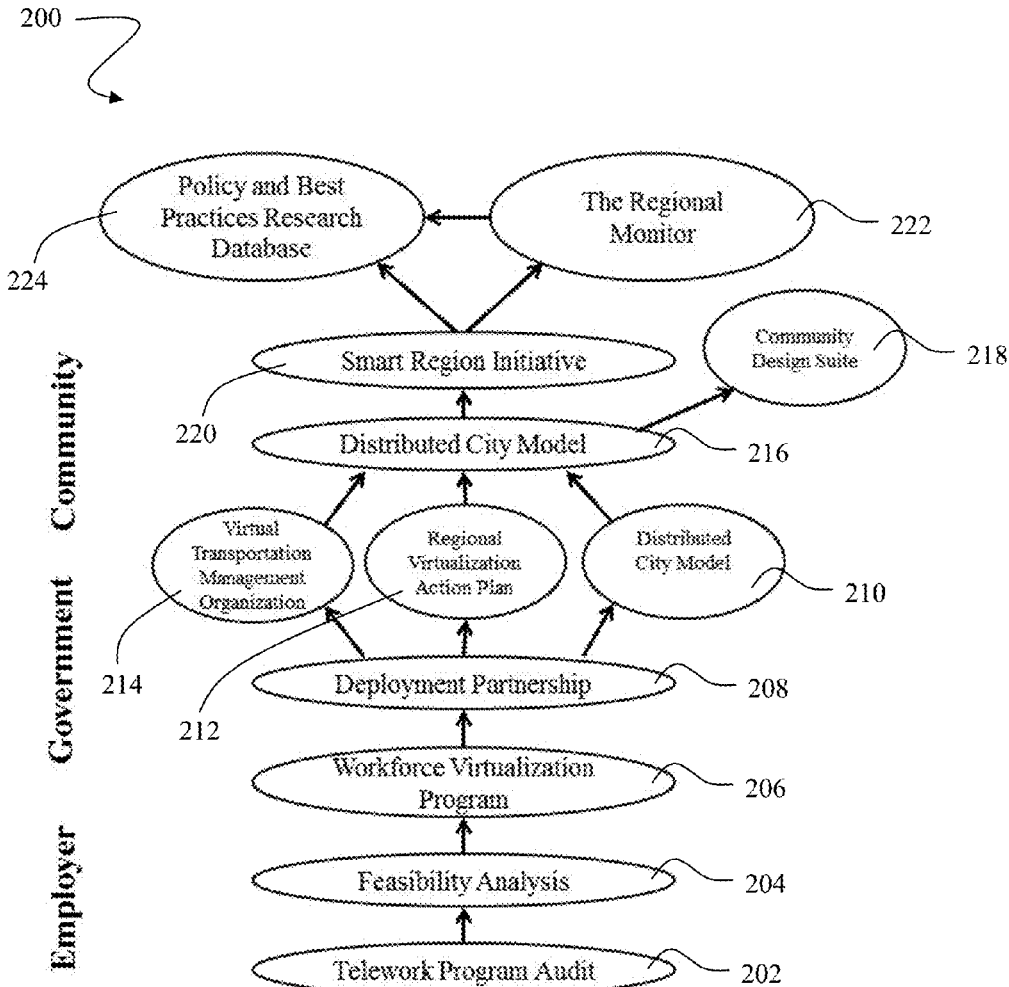 200
Policy and Best
Practices Research
Database
The Regional
Monitor
222
224
Community
Design Suite
218
Community
Smart Region Initiative
220
Distributed City Model
216
Virtual
Transportation
Management
Organization
Regional
Virtualization
Action Plan
Distributed
City Model
210
Government
214
212
Deployment Partnership
208
Workforce Virtualization
Program
206
Employer
Feasibility Analysis
204
Telework Program Audit
202